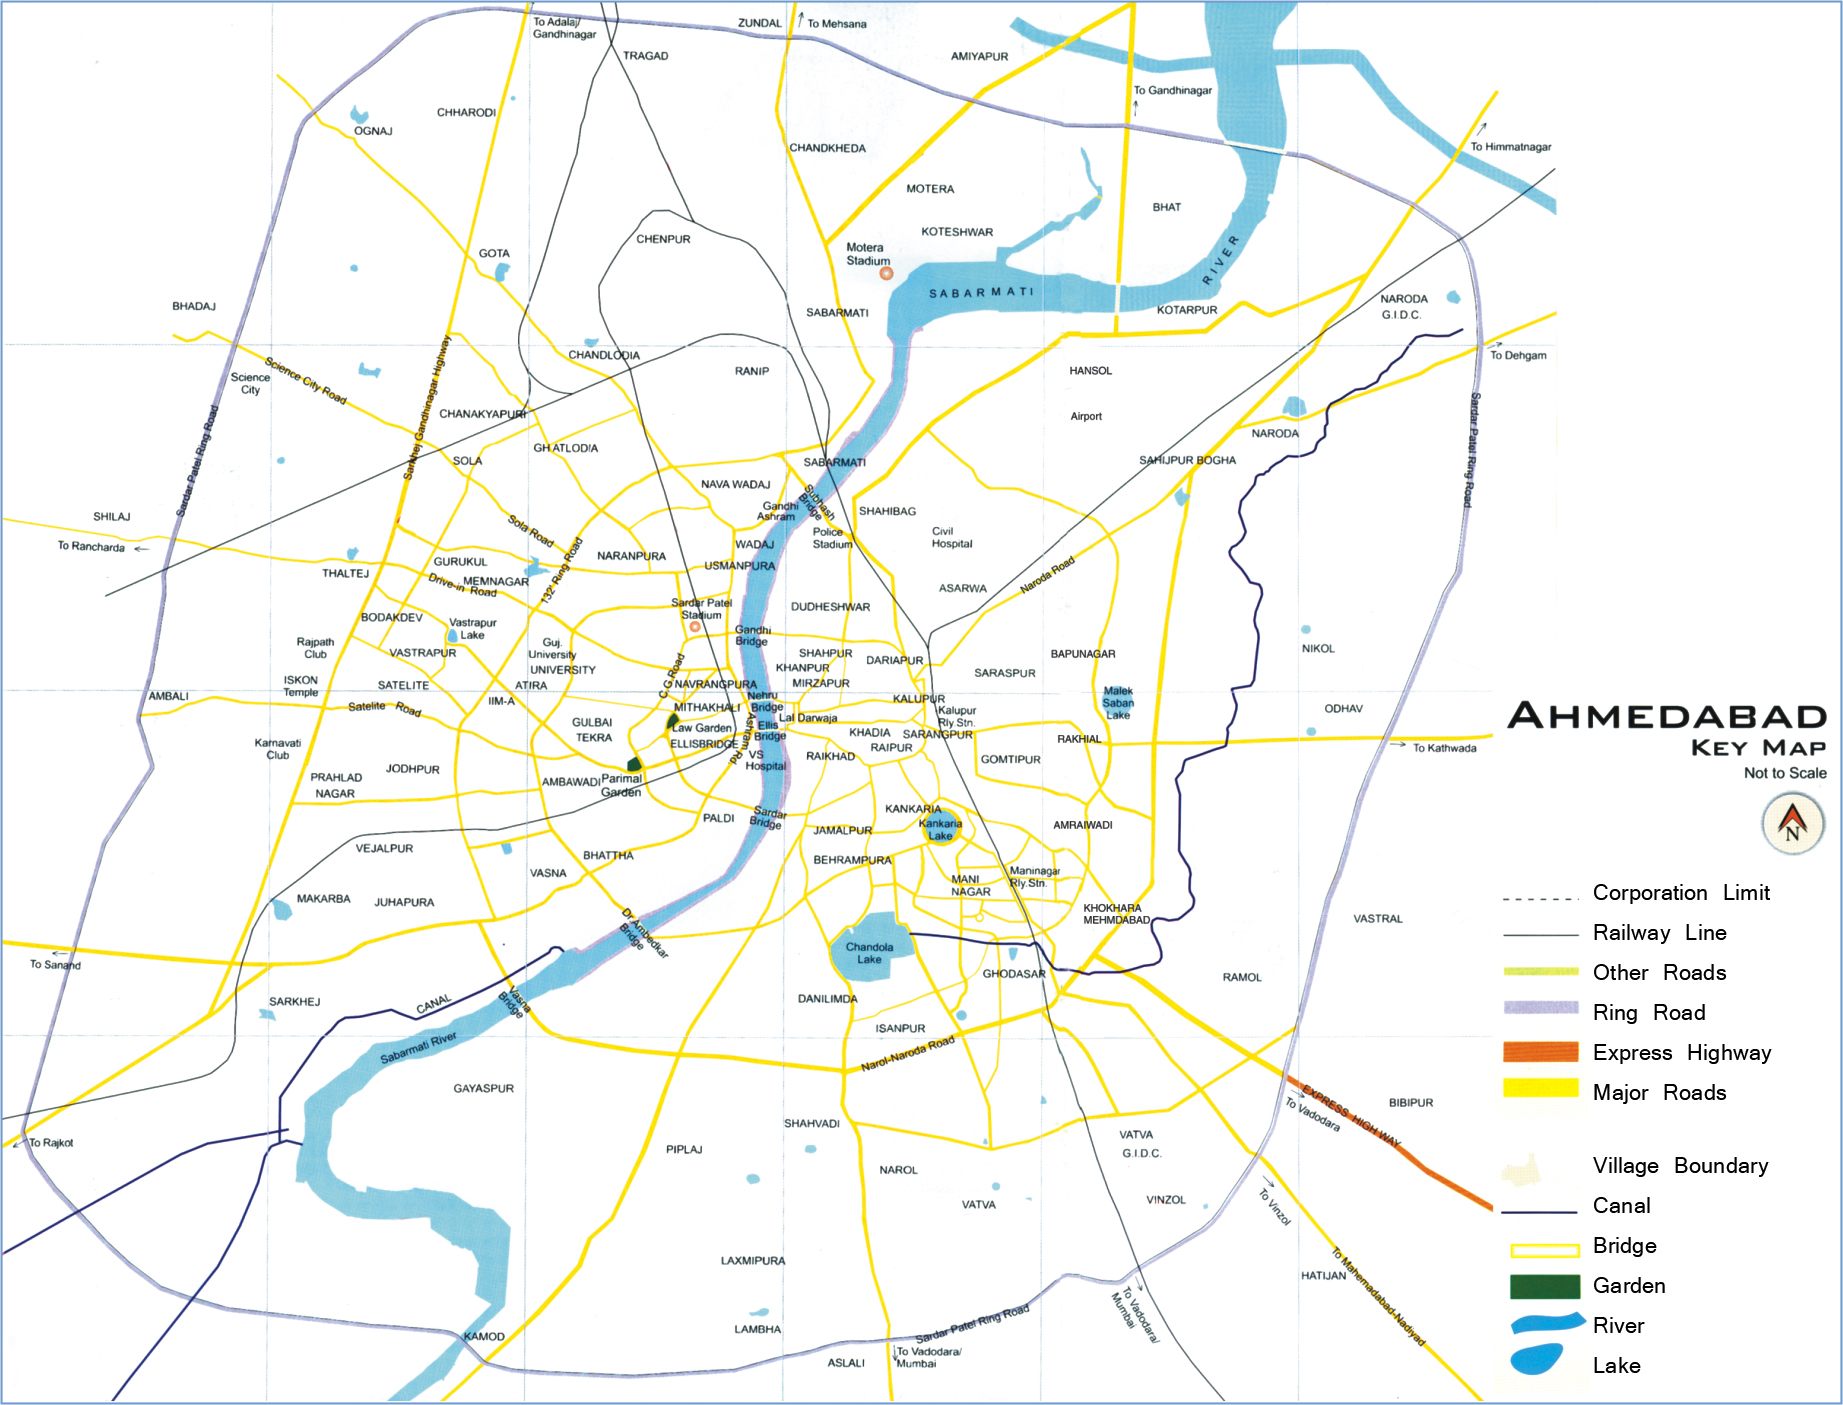 To Adalaj/
Gandhinagar
ZUNDAL
To Mehsana
TRAGAD
AMIYAPUR
To Gandhinagar
CHHARODI
OGNAJ
CHANDKHEDA
To Himmatnagar
MOTERA
BHAT
KOTESHWAR
CHENPUR
GOTA
Motera
Stadium
RIVER
SABARMATI
BHADAJ
SABARMATI
KOTARPUR
NARODA
G.I.D.C.
To Dehgam
CHANDLODIA
RANIP
HANSOL
Science City Road
Science
City
Sarkhej Gandhinagar Highway
CHANAKYAPURI
Airport
Sardar Patel Ring Road
Sardar Patel Ring Road
NARODA
GHATLODIA
SOLA
SABARMATI
SAHIJPUR BOGHA
NAVA WADAJ
Subhash
Bridge
Gandhi
Ashram
SHAHIBAG
SHILAJ
Sola Road
Police
Stadium
Civil
Hospital
To Rancharda
WADAJ
NARANPURA
USMANPURA
GURUKUL
THALTEJ
MEMNAGAR
Drive-in Road
132' Ring Road
ASARWA
Naroda Road
Sardar Patel
Stadium
DUDHESHWAR
BODAKDEV
Vastrapur
Lake
Gandhi
Bridge
Rajpath
Club
VASTRAPUR
Guj.
University
UNIVERSITY
SHAHPUR
KHANPUR
DARIAPUR
BAPUNAGAR
NIKOL
C.G.Road
SARASPUR
ISKON
Temple
SATELITE
ATIRA
NAVRANGPURA
MIRZAPUR
AMBALI
IIM-A
Nehru
Bridge
KALUPUR
Malek
Saban
Lake
Satelite Road
MITHAKHALI
Kalupur
Rly Stn.
ODHAV
GULBAI
TEKRA
Law Garden
Ashram Rd
Lal Darwaja
Ellis
Bridge
KHADIA
SARANGPUR
RAKHIAL
Karnavati
Club
ELLISBRIDGE
RAIPUR
To Kathwada
VS
Hospital
RAIKHAD
GOMTIPUR
JODHPUR
PRAHLAD
NAGAR
AMBAWADI
Parimal
Garden
PALDI
Sardar
Bridge
KANKARIA
Kankaria
Lake
JAMALPUR
AMRAIWADI
VEJALPUR
BHATTHA
BEHRAMPURA
VASNA
Maninagar
Rly.Stn.
MANI
NAGAR
MAKARBA
JUHAPURA
KHOKHARA
MEHMDABAD
VASTRAL
Dr.Ambedkar
Bridge
Chandola
Lake
To Sanand
GHODASAR
RAMOL
SARKHEJ
CANAL
Vasna
Bridge
DANILIMDA
ISANPUR
Sabarmati River
Narol-Naroda Road
GAYASPUR
EXPRESS HIGH WAY
To Vadodara
BIBIPUR
To Rajkot
SHAHVADI
VATVA
G.I.D.C.
PIPLAJ
NAROL
VATVA
VINZOL
To Vinzol
LAXMIPURA
HATIJAN
To Mahemadabad-Nadiyad
To Vadodara/
Mumbai
LAMBHA
Sardar Patel Ring Road
KAMOD
ASLALI
To Vadodara/
Mumbai
AHMEDABAD
KEY MAP
Not to Scale
N
Corporation Limit
Railway Line
Other Roads
Ring Road
Express Highway
Major Roads
Village Boundary
Canal
Bridge
Garden
River
Lake